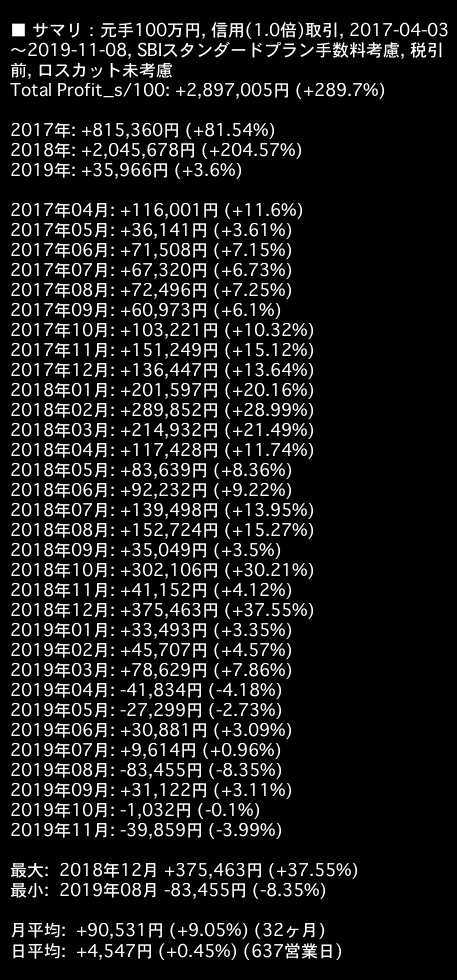 ■ サマリ：元手100万円, 信用(1.0倍)取引, 2017-04-03
～2019-11-08, SBIスタンダードプラン手数料考慮, 税引
前, ロスカット未考慮
Total Profit_s/100: +2,897,005円 (+289.7%)
2017年: +815,360円 (+81.54%)
2018年: +2,045,678円 (+204.57%)
2019年: +35,966円 (+3.6%)
2017年04月: +116,001円 (+11.6%)
2017年05月: +36,141円 (+3.61%)
2017年06月: +71,508円 (+7.15%)
2017年07月: +67,320円 (+6.73%)
2017年08月: +72,496円 (+7.25%)
2017年09月: +60,973円 (+6.1%)
2017年10月: +103,221円 (+10.32%)
2017年11月: +151,249円 (+15.12%)
2017年12月: +136,447円 (+13.64%)
2018年01月: +201,597円 (+20.16%)
2018年02月: +289,852円 (+28.99%)
2018年03月: +214,932円 (+21.49%)
2018年04月: +117,428円 (+11.74%)
2018年05月: +83,639円 (+8.36%)
2018年06月: +92,232円 (+9.22%)
2018年07月: +139,498円 (+13.95%)
2018年08月: +152,724円 (+15.27%)
2018年09月: +35,049円 (+3.5%)
2018年10月: +302,106円 (+30.21%)
2018年11月: +41,152円 (+4.12%)
2018年12月: +375,463円 (+37.55%)
2019年01月: +33,493円 (+3.35%)
2019年02月: +45,707円 (+4.57%)
2019年03月: +78,629円 (+7.86%)
2019年04月: -41,834円 (-4.18%)
2019年05月: -27,299円 (-2.73%)
2019年06月: +30,881円 (+3.09%)
2019年07月: +9,614円 (+0.96%)
2019年08月: -83,455円 (-8.35%)
2019年09月: +31,122円 (+3.11%)
2019年10月: -1,032円 (-0.1%)
2019年11月: -39,859円 (-3.99%)
最大: 2018年12月 +375,463円 (+37.55%)
最小: 2019年08月 -83,455円 (-8.35%)
月平均: +90,531円 (+9.05%) (32ヶ月)
日平均: +4,547円 (+0.45%) (637営業日)